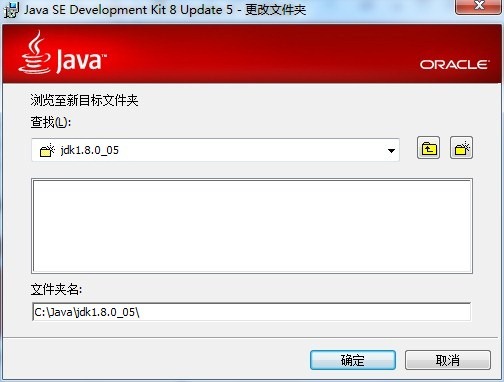 Java SE Development Kit 8 Update 5 - 更改文件夹
Java™
ORACLE
浏览至新目标文件夹
查找(L):
jdk1.8.0_05
文件夹名:
C:\Java\jdk1.8.0_05\
确定
取消